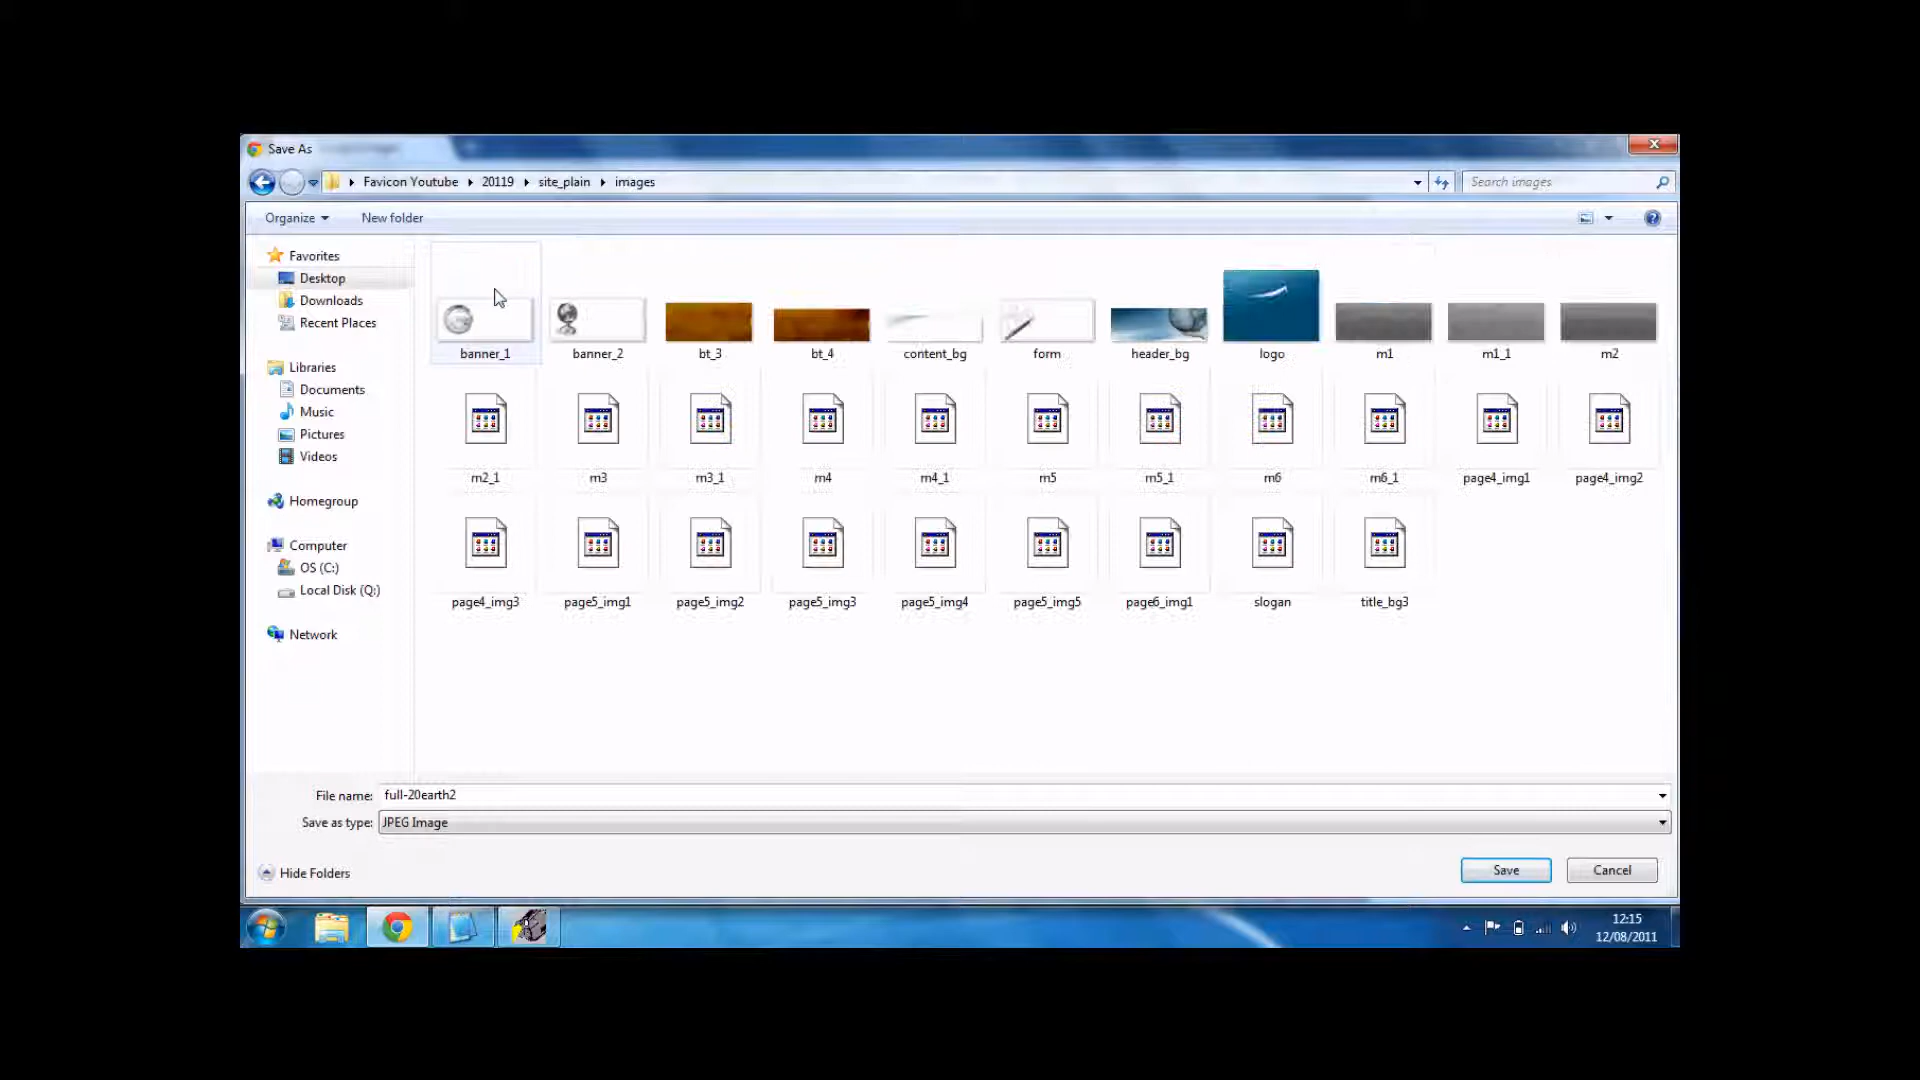 Save As
Favicon Youtube 20119 site_plain images
Search images
Organize New folder
Favorites
Desktop
Downloads
Recent Places
Libraries
Documents
Music
Pictures
Videos
Homegroup
Computer
OS (C:)
Local Disk (Q:)
Network
banner_1 banner_2 bt_3 bt_4 content_bg form header_bg logo m1 m1_1 m2
m2_1 m3 m3_1 m4 m4_1 m5 m5_1 m6 m6_1 page4_img1 page4_img2
page4_img3 page5_img1 page5_img2 page5_img3 page5_img4 page5_img5 page6_img1 slogan title_bg3
File name: full-20earth2
Save as type: JPEG Image
Hide Folders Save Cancel
12:15
12/08/2011